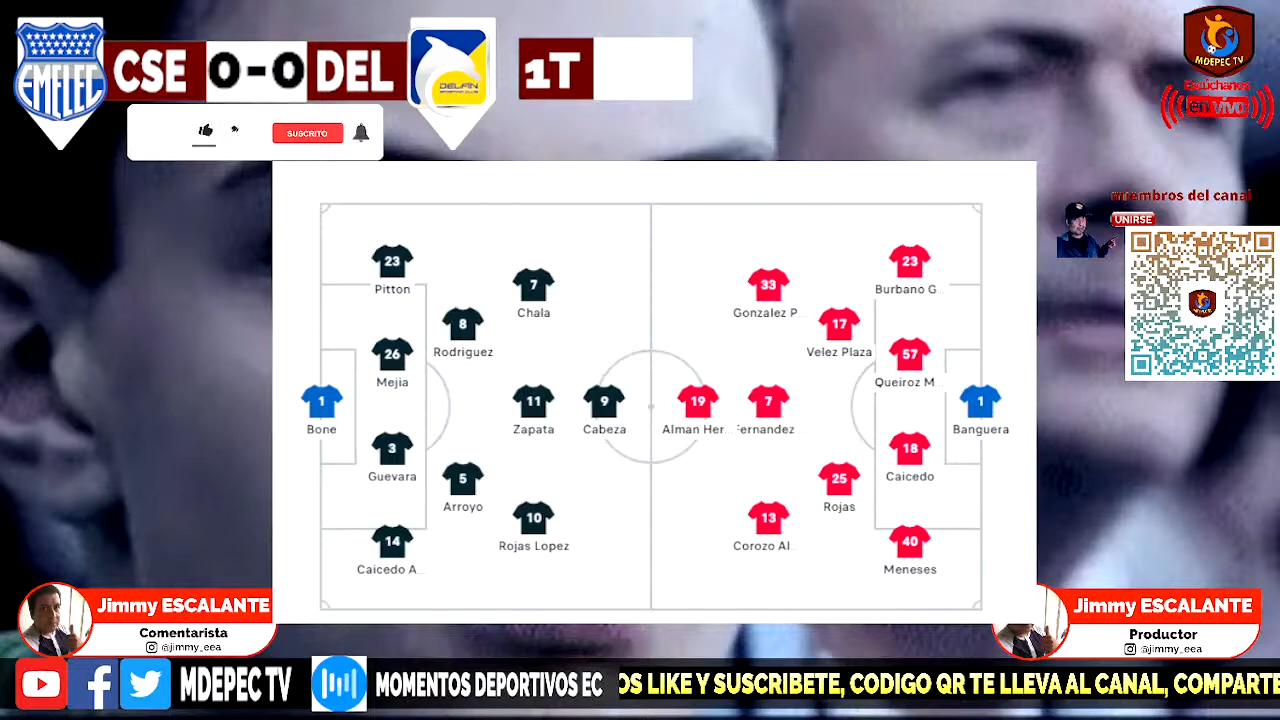 EMELEC
CSE 0-0 DEL
DELFIN
1T
MDEPEC TV
Escúchanos
en vivo
SUSCRITO
miembros del canal
UNIRSE
23
Pitton
7
Chala
8
Rodriguez
26
Mejia
1
Bone
11
Zapata
9
Cabeza
3
Guevara
5
Arroyo
10
Rojas Lopez
14
Caicedo A...
33
Gonzalez P...
23
Burbano G...
17
Velez Plaza
57
Queiroz M...
19
Alman Her...
7
Fernandez
1
Banguera
18
Caicedo
25
Rojas
13
Corozo Al...
40
Meneses
Jimmy ESCALANTE
Comentarista
@jimmy_eea
Jimmy ESCALANTE
Productor
@jimmy_eea
MDEPEC TV
MOMENTOS DEPORTIVOS EC
OS LIKE Y SUSCRIBETE, CODIGO QR TE LLEVA AL CANAL, COMPARTE